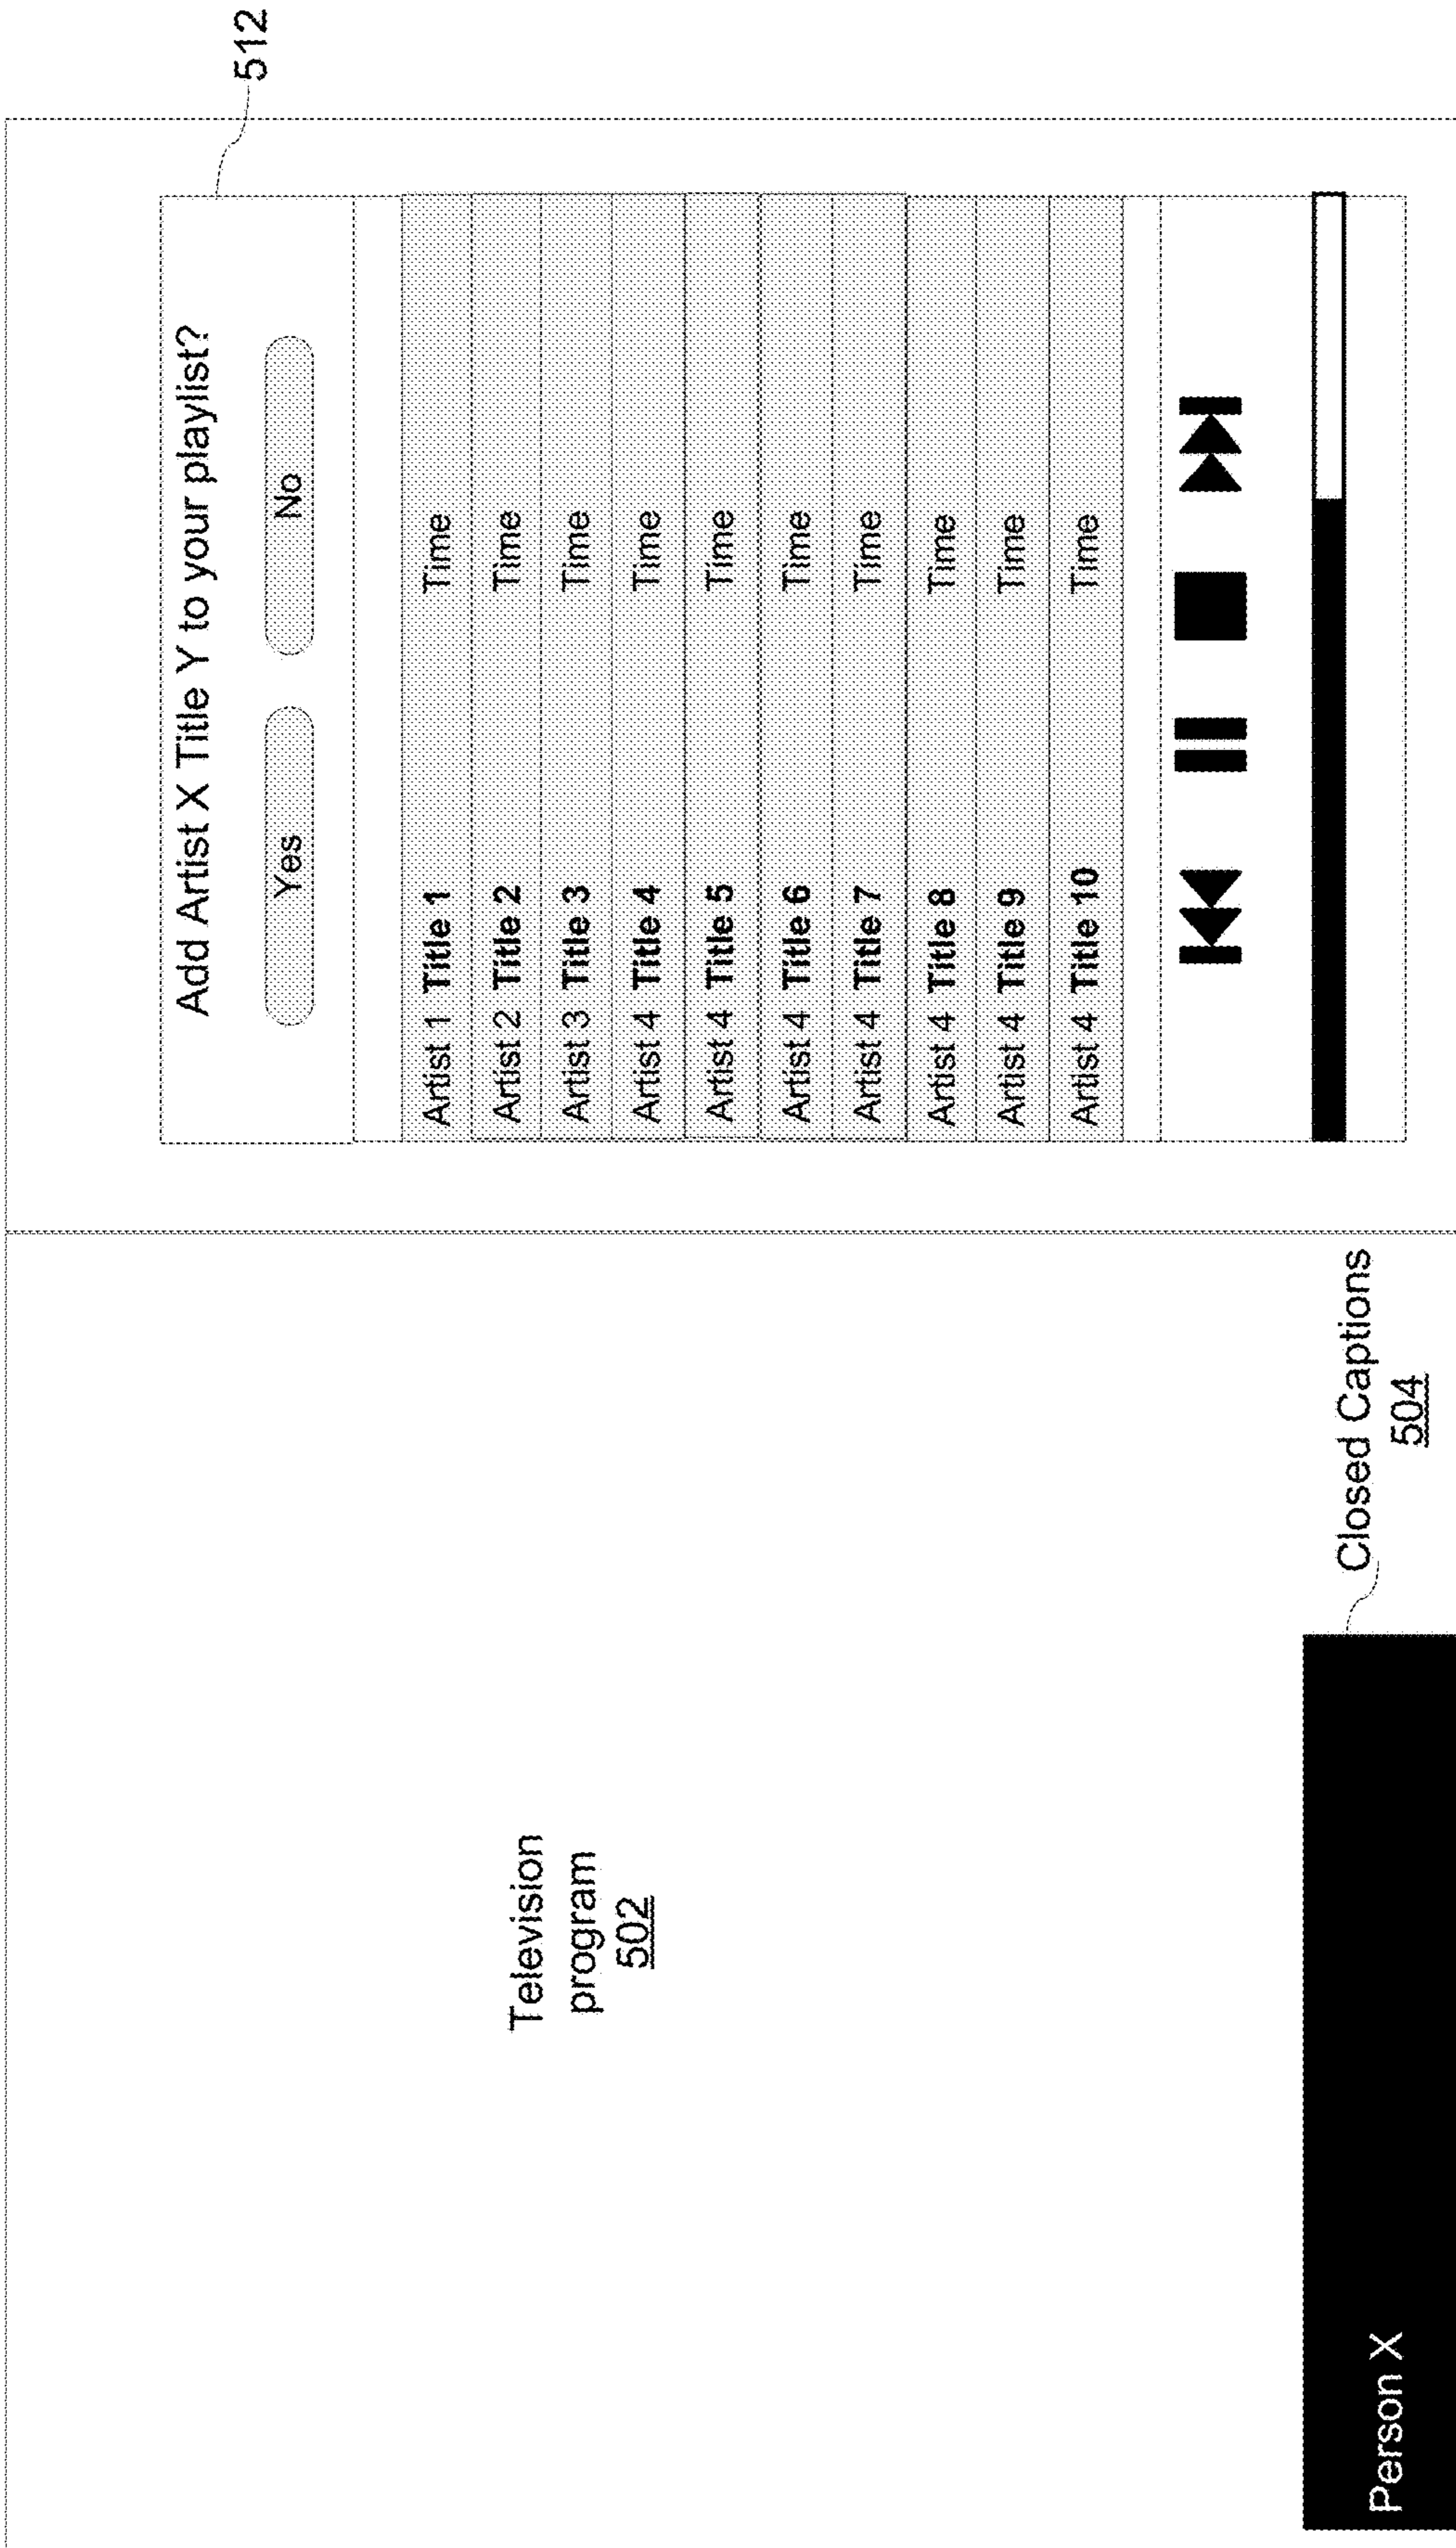 Television
program
502
Person X
Closed Captions
504
512
Add Artist X Title Y to your playlist?
Yes No
Artist 1 Title 1 Time
Artist 2 Title 2 Time
Artist 3 Title 3 Time
Artist 4 Title 4 Time
Artist 4 Title 5 Time
Artist 4 Title 6 Time
Artist 4 Title 7 Time
Artist 4 Title 8 Time
Artist 4 Title 9 Time
Artist 4 Title 10 Time